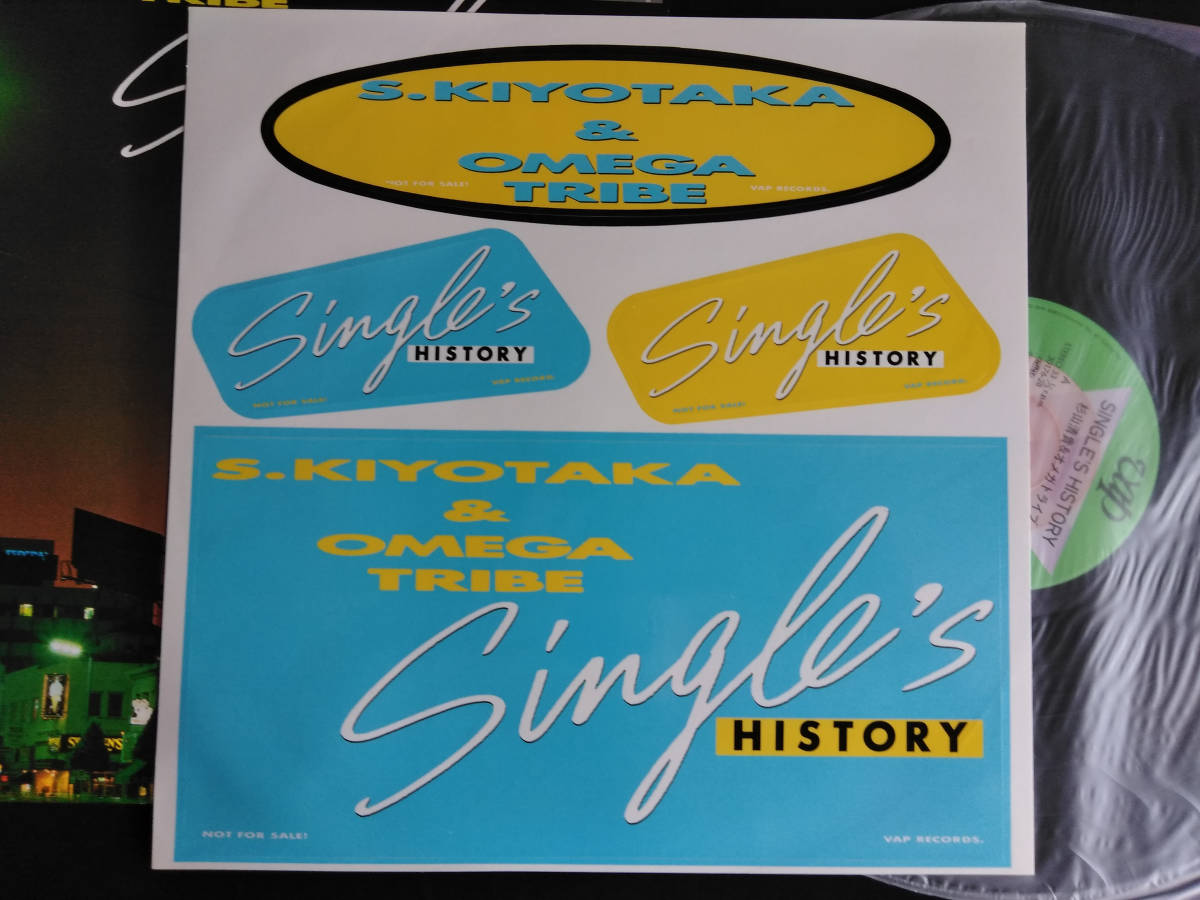 TRIBE
S.KIYOTAKA
&
OMEGA
TRIBE
NOT FOR SALE!
VAP RECORDS.
Single's
HISTORY
VAP RECORD.
NOT FOR SALE!
Single's
HISTORY
VAP RECORD.
NOT FOR SALE!
S.KIYOTAKA
&
OMEGA
TRIBE
Single's
HISTORY
NOT FOR SALE!
VAP RECORDS.
vap
SINGLE'S HISTORY
杉山清貴&オメガトライブ
A